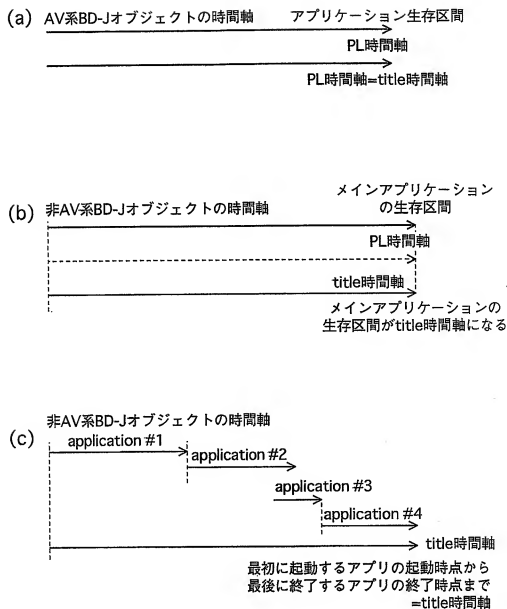 (a) AV系BD-Jオブジェクトの時間軸 アプリケーション生存区間
PL時間軸
PL時間軸=title時間軸
メインアプリケーション
(b) 非AV系BD-Jオブジェクトの時間軸 の生存区間
PL時間軸
title時間軸
メインアプリケーションの
生存区間がtitle時間軸になる
非AV系BD-Jオブジェクトの時間軸
(c) application #1
application #2
application #3
application #4
title時間軸
最初に起動するアプリの起動時点から
最後に終了するアプリの終了時点まで
=title時間軸